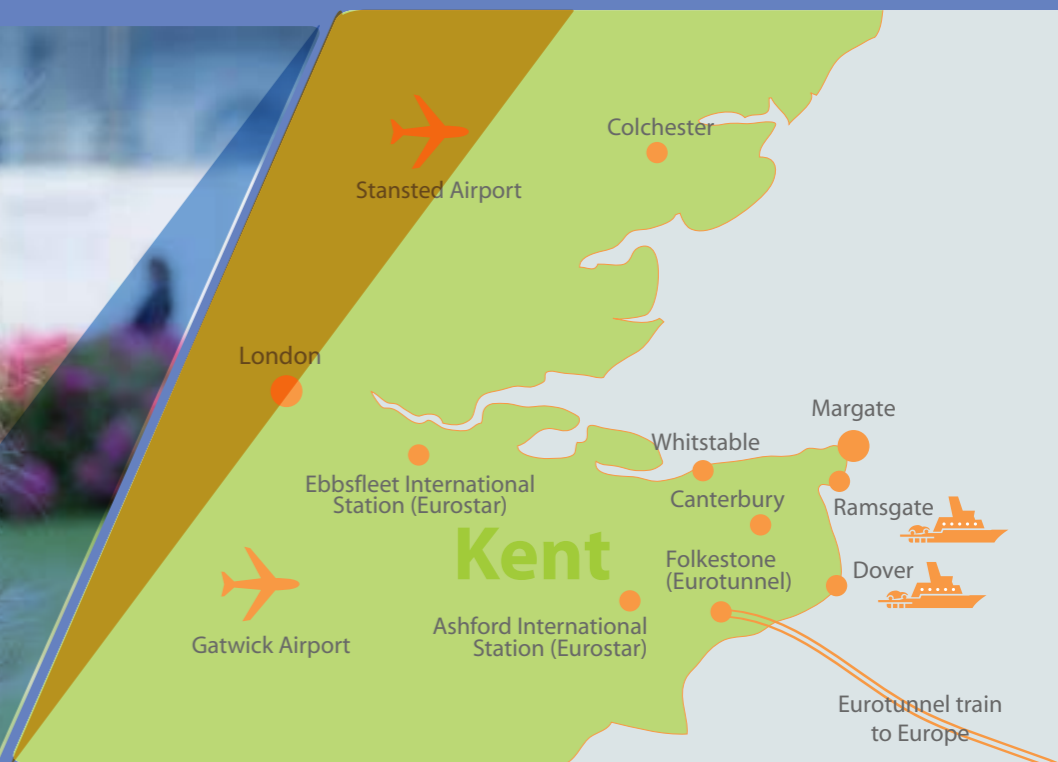 Colchester
Stansted Airport
London
Margate
Whitstable
Ebbsfleet International
Station (Eurostar)
Canterbury
Ramsgate
Kent
Folkestone
(Eurotunnel)
Dover
Ashford International
Station (Eurostar)
Gatwick Airport
Eurotunnel train
to Europe